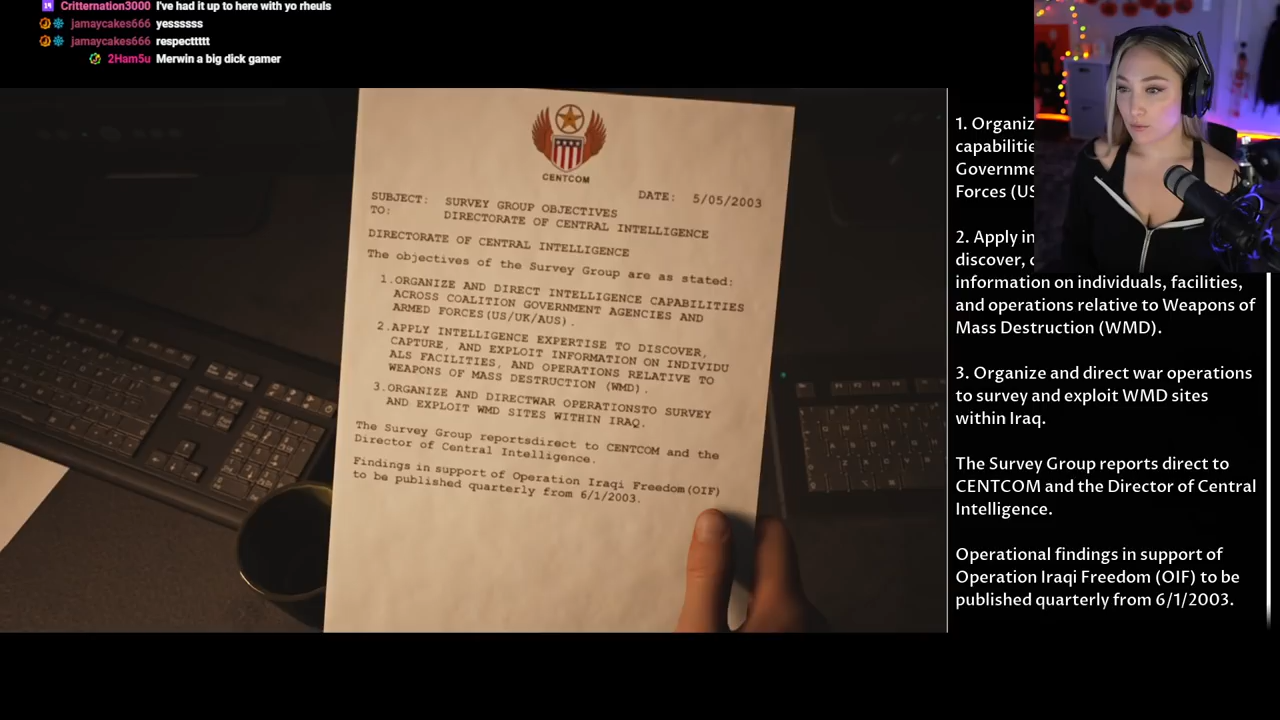 Critternation3000 I've had it up to here with yo rheuls
jamaycakes666 yessssss
jamaycakes666 respecttttt
2Ham5u Merwin a big dick gamer
CENTCOM
DATE: 5/05/2003
SUBJECT: SURVEY GROUP OBJECTIVES
TO: DIRECTORATE OF CENTRAL INTELLIGENCE
DIRECTORATE OF CENTRAL INTELLIGENCE
The objectives of the Survey Group are as stated:
1.ORGANIZE AND DIRECT INTELLIGENCE CAPABILITIES
ACROSS COALITION GOVERNMENT AGENCIES AND
ARMED FORCES(US/UK/AUS).
2.APPLY INTELLIGENCE EXPERTISE TO DISCOVER,
CAPTURE, AND EXPLOIT INFORMATION ON INDIVIDU
ALS FACILITIES, AND OPERATIONS RELATIVE TO
WEAPONS OF MASS DESTRUCTION (WMD).
3.ORGANIZE AND DIRECTWAR OPERATIONSTO SURVEY
AND EXPLOIT WMD SITES WITHIN IRAQ.
The Survey Group reportsdirect to CENTCOM and the
Director of Central Intelligence.
Findings in support of Operation Iraqi Freedom(OIF)
to be published quarterly from 6/1/2003.
1. Organiz
capabilitie
Governme
Forces (US
2. Apply in
discover, c
information on individuals, facilities,
and operations relative to Weapons of
Mass Destruction (WMD).
3. Organize and direct war operations
to survey and exploit WMD sites
within Iraq.
The Survey Group reports direct to
CENTCOM and the Director of Central
Intelligence.
Operational findings in support of
Operation Iraqi Freedom (OIF) to be
published quarterly from 6/1/2003.